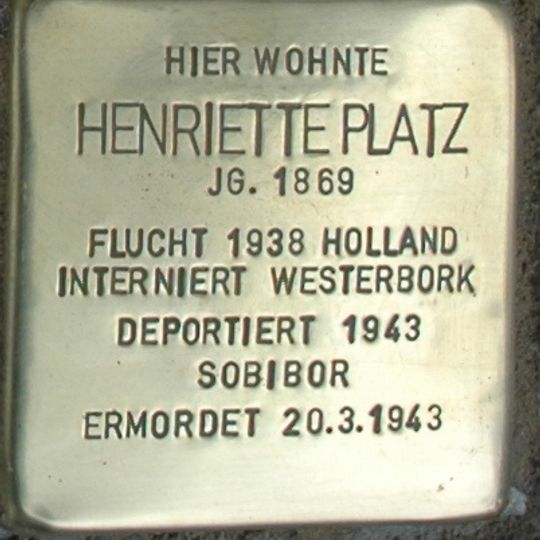 HIER WOHNTE
HENRIETTE PLATZ
JG. 1869
FLUCHT 1938 HOLLAND
INTERNIERT WESTERBORK
DEPORTIERT 1943
SOBIBOR
ERMORDET 20.3.1943